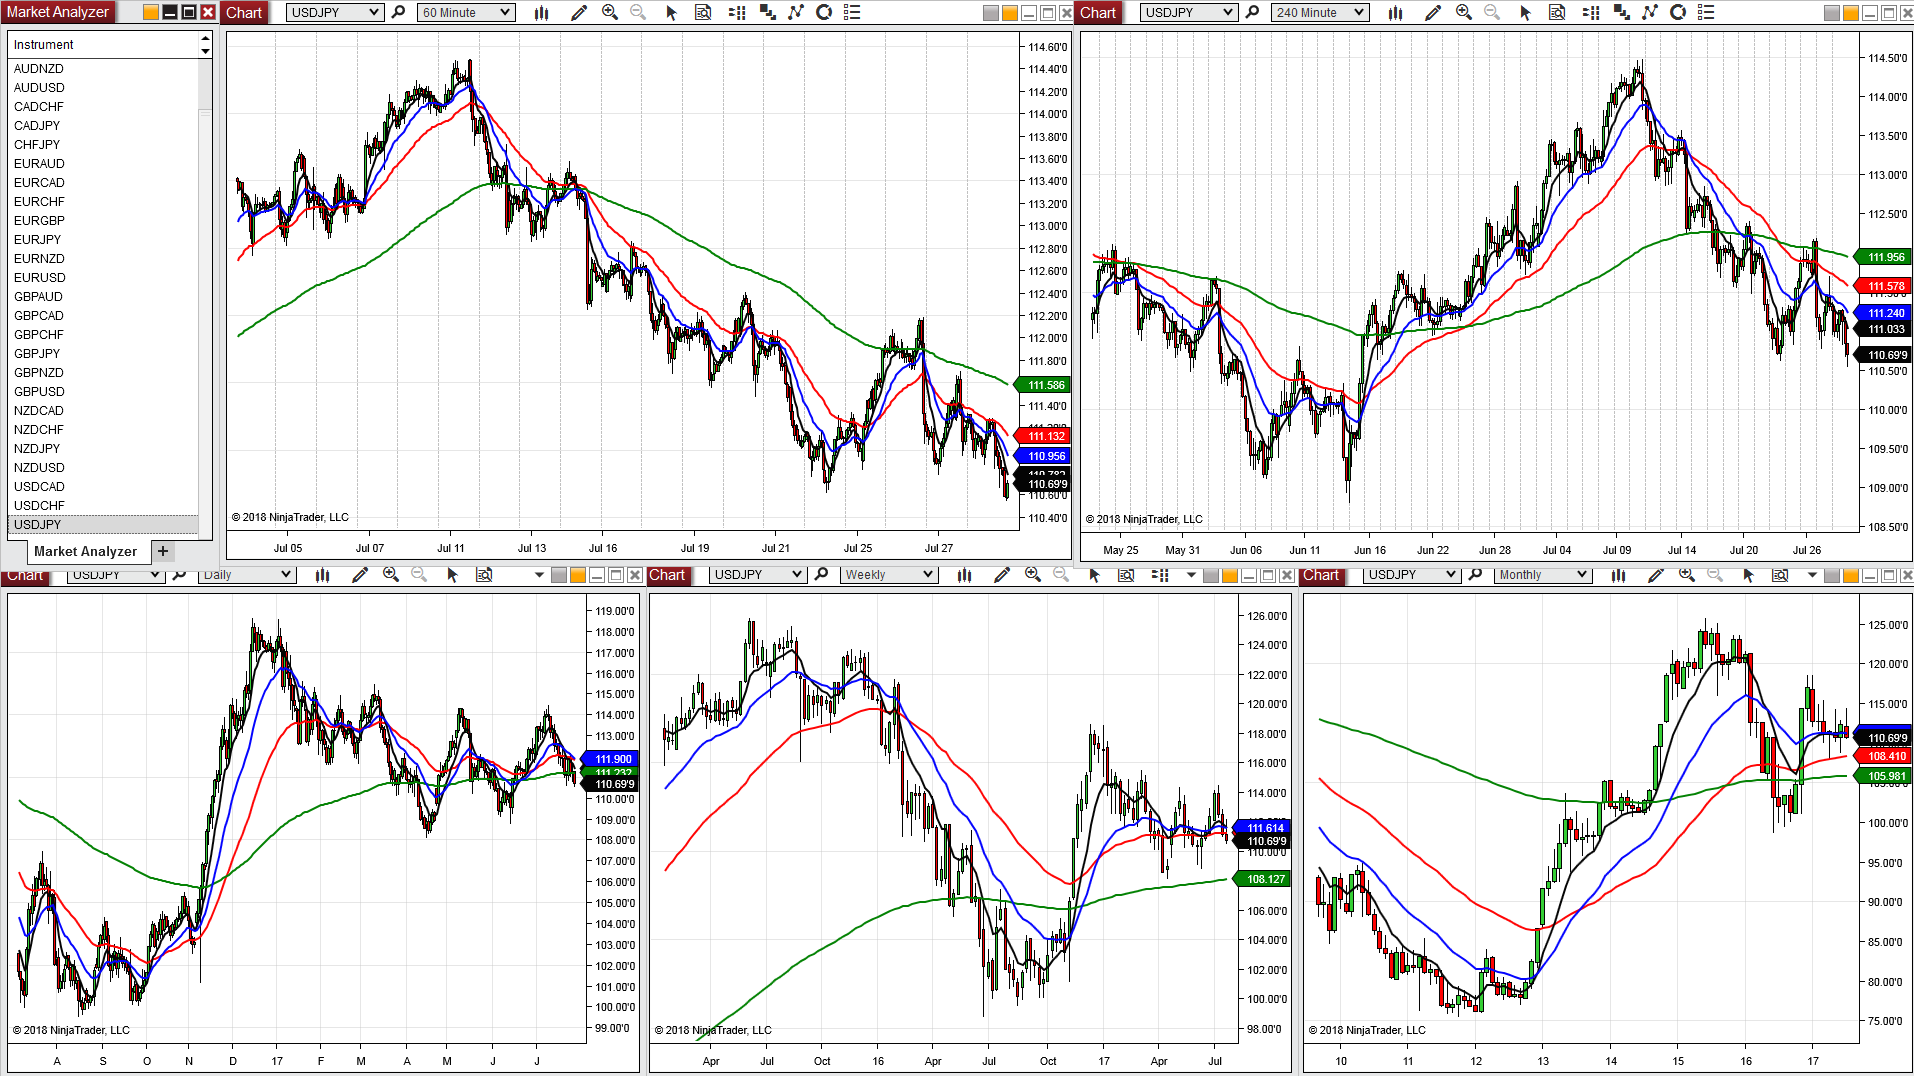 Market Analyzer
Instrument
AUDNZD
AUDUSD
CADCHF
CADJPY
CHFJPY
EURAUD
EURCAD
EURCHF
EURGBP
EURJPY
EURNZD
EURUSD
GBPAUD
GBPCAD
GBPCHF
GBPJPY
GBPNZD
GBPUSD
NZDCAD
NZDCHF
NZDJPY
NZDUSD
USDCAD
USDCHF
USDJPY
Market Analyzer +
Chart USDJPY 60 Minute
114.60'0
114.40'0
114.20'0
114.00'0
113.80'0
113.60'0
113.40'0
113.20'0
113.00'0
112.80'0
112.60'0
112.40'0
112.20'0
112.00'0
111.80'0
111.586
111.40'0
111.132
110.956
110.69'9
110.60'0
110.40'0
© 2018 NinjaTrader, LLC
Jul 05 Jul 07 Jul 11 Jul 13 Jul 16 Jul 19 Jul 21 Jul 25 Jul 27
Chart USDJPY 240 Minute
114.50'0
114.00'0
113.50'0
113.00'0
112.50'0
111.956
111.578
111.240
111.033
110.69'9
110.50'0
110.00'0
109.50'0
109.00'0
108.50'0
© 2018 NinjaTrader, LLC
May 25 May 31 Jun 06 Jun 11 Jun 16 Jun 22 Jun 28 Jul 04 Jul 09 Jul 14 Jul 20 Jul 26
Chart USDJPY Daily
119.00'0
118.00'0
117.00'0
116.00'0
115.00'0
114.00'0
113.00'0
111.900
111.232
110.69'9
110.00'0
109.00'0
108.00'0
107.00'0
106.00'0
105.00'0
104.00'0
103.00'0
102.00'0
101.00'0
100.00'0
99.00'0
© 2018 NinjaTrader, LLC
A S O N D 17 F M A M J J
Chart USDJPY Weekly
126.00'0
124.00'0
122.00'0
120.00'0
118.00'0
116.00'0
114.00'0
111.614
110.69'9
110.00'0
108.127
106.00'0
104.00'0
102.00'0
100.00'0
98.00'0
© 2018 NinjaTrader, LLC
Apr Jul Oct 16 Apr Jul Oct 17 Apr Jul
Chart USDJPY Monthly
125.00'0
120.00'0
115.00'0
110.69'9
108.410
105.981
100.00'0
95.00'0
90.00'0
85.00'0
80.00'0
75.00'0
© 2018 NinjaTrader, LLC
10 11 12 13 14 15 16 17